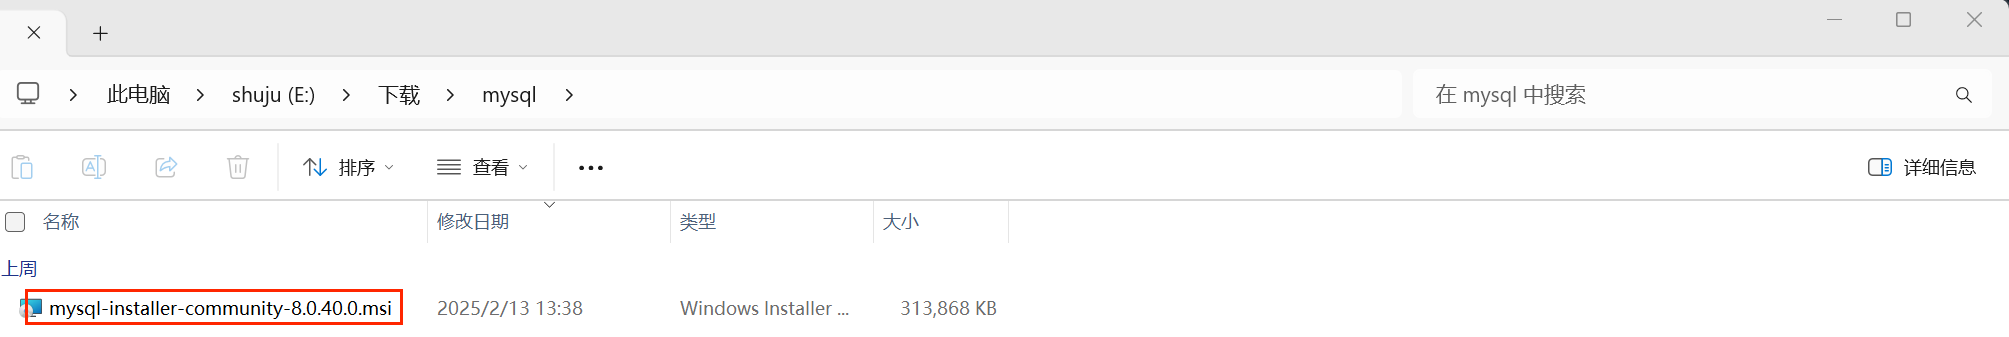 此电脑 shuju (E:) 下载 mysql 在 mysql 中搜索
排序 查看 详细信息
名称 修改日期 类型 大小
上周
mysql-installer-community-8.0.40.0.msi 2025/2/13 13:38 Windows Installer ... 313,868 KB